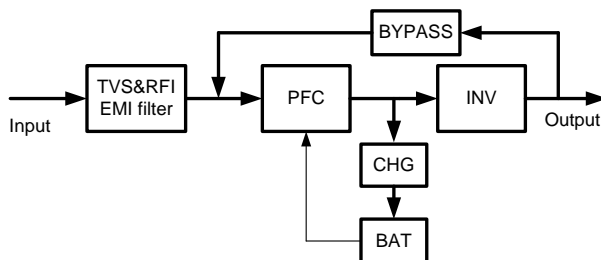 BYPASS
TVS&RFI
EMI filter
PFC
INV
Input
Output
CHG
BAT